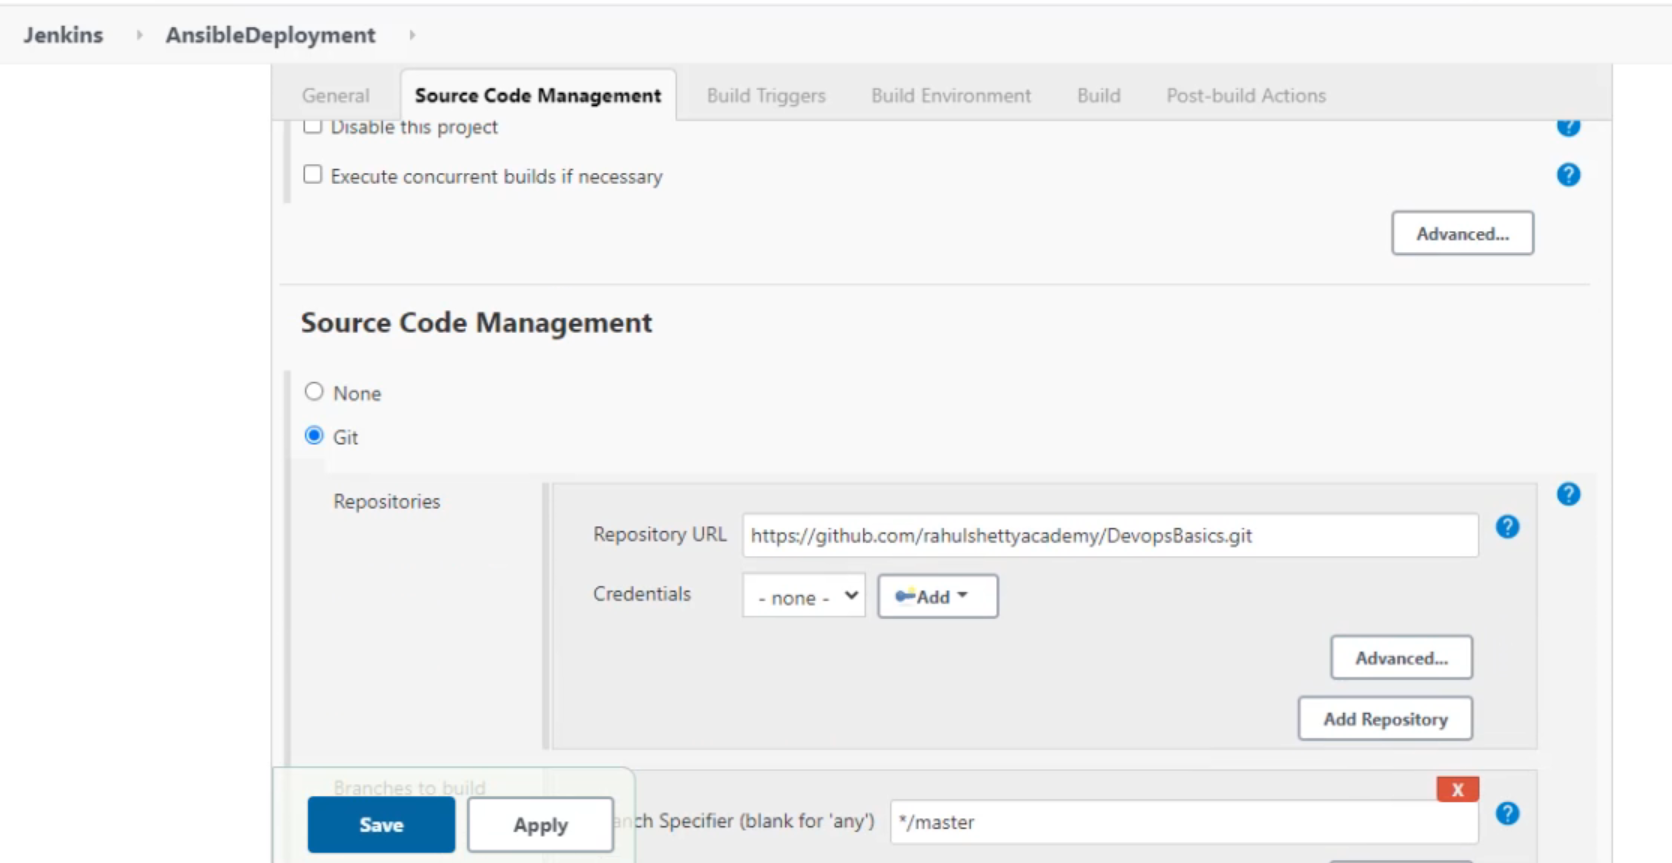 Jenkins AnsibleDeployment
General Source Code Management Build Triggers Build Environment Build Post-build Actions
Disable this project ?
Execute concurrent builds if necessary ?
Advanced...
Source Code Management
None
Git
Repositories ?
Repository URL https://github.com/rahulshettyacademy/DevopsBasics.git ?
Credentials - none - Add
Advanced...
Add Repository
Branches to build X
Save Apply anch Specifier (blank for 'any') */master ?